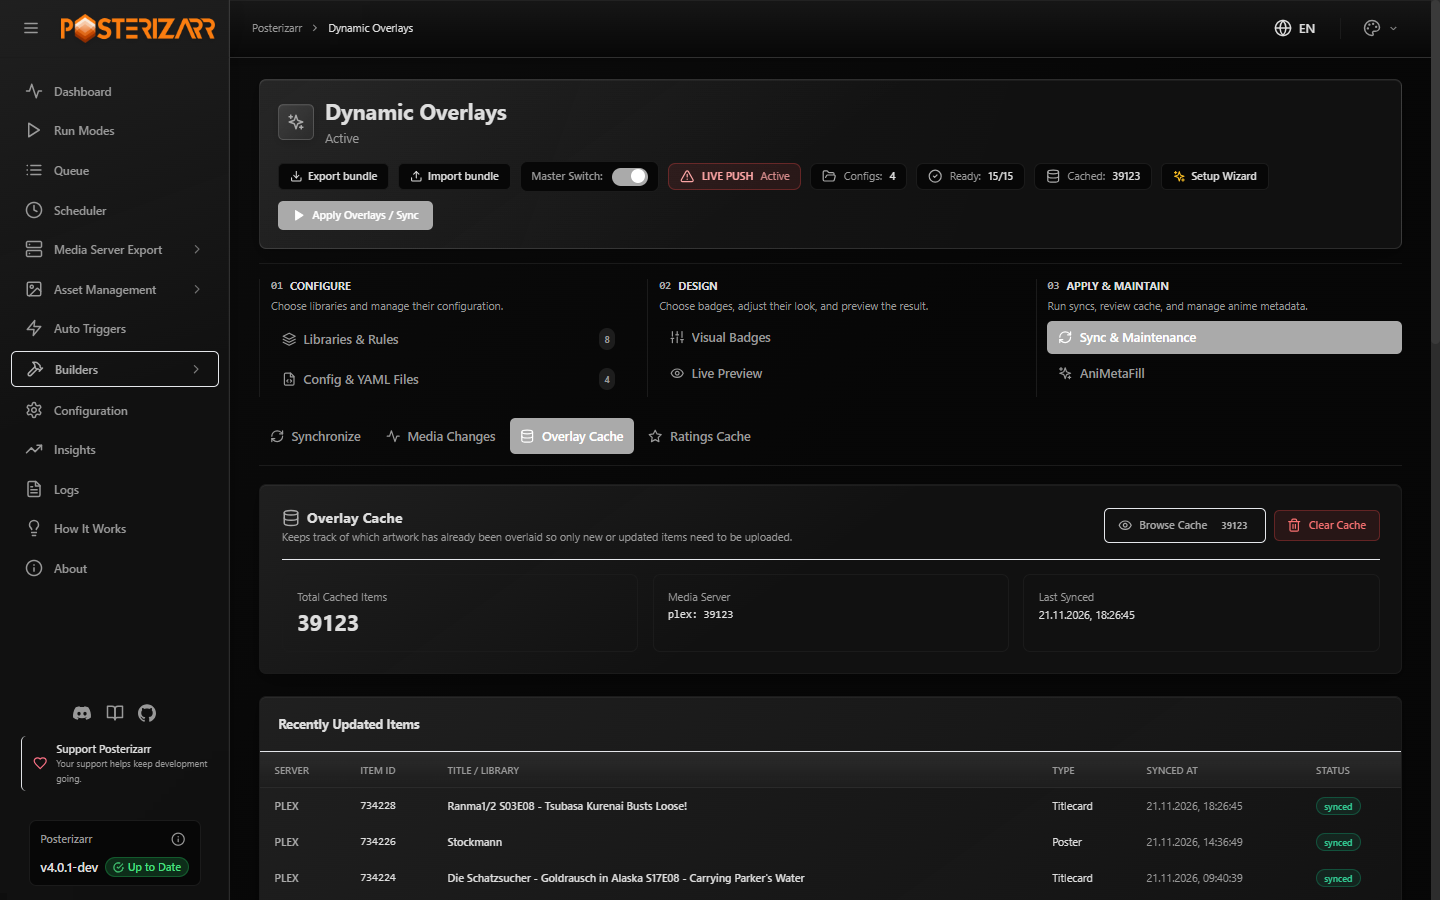 POSTERIZARR
Posterizarr > Dynamic Overlays
EN
Dashboard
Run Modes
Queue
Scheduler
Media Server Export
Asset Management
Auto Triggers
Builders
Configuration
Insights
Logs
How It Works
About
Support Posterizarr
Your support helps keep development
going.
Posterizarr
v4.0.1-dev
Up to Date
Dynamic Overlays
Active
Export bundle
Import bundle
Master Switch:
LIVE PUSH Active
Configs: 4
Ready: 15/15
Cached: 39123
Setup Wizard
Apply Overlays / Sync
01 CONFIGURE
Choose libraries and manage their configuration.
Libraries & Rules 8
Config & YAML Files 4
02 DESIGN
Choose badges, adjust their look, and preview the result.
Visual Badges
Live Preview
03 APPLY & MAINTAIN
Run syncs, review cache, and manage anime metadata.
Sync & Maintenance
AniMetaFill
Synchronize
Media Changes
Overlay Cache
Ratings Cache
Overlay Cache
Keeps track of which artwork has already been overlaid so only new or updated items need to be uploaded.
Browse Cache 39123
Clear Cache
Total Cached Items
39123
Media Server
plex: 39123
Last Synced
21.11.2026, 18:26:45
Recently Updated Items
SERVER ITEM ID TITLE / LIBRARY TYPE SYNCED AT STATUS
PLEX 734228 Ranma1/2 S03E08 - Tsubasa Kurenai Busts Loose! Titlecard 21.11.2026, 18:26:45 synced
PLEX 734226 Stockmann Poster 21.11.2026, 14:36:49 synced
PLEX 734224 Die Schatzsucher - Goldrausch in Alaska S17E08 - Carrying Parker's Water Titlecard 21.11.2026, 09:40:39 synced